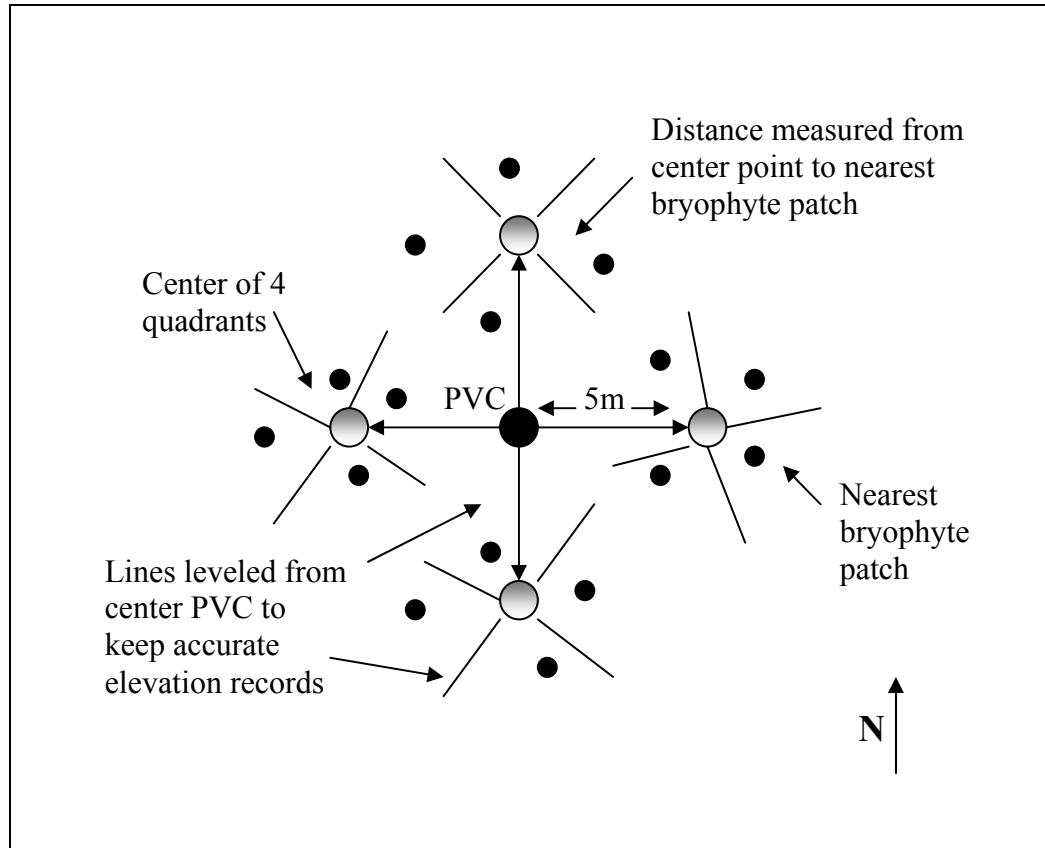 Distance measured from
center point to nearest
bryophyte patch
Center of 4
quadrants
PVC
5m
Nearest
bryophyte
patch
Lines leveled from
center PVC to
keep accurate
elevation records
N